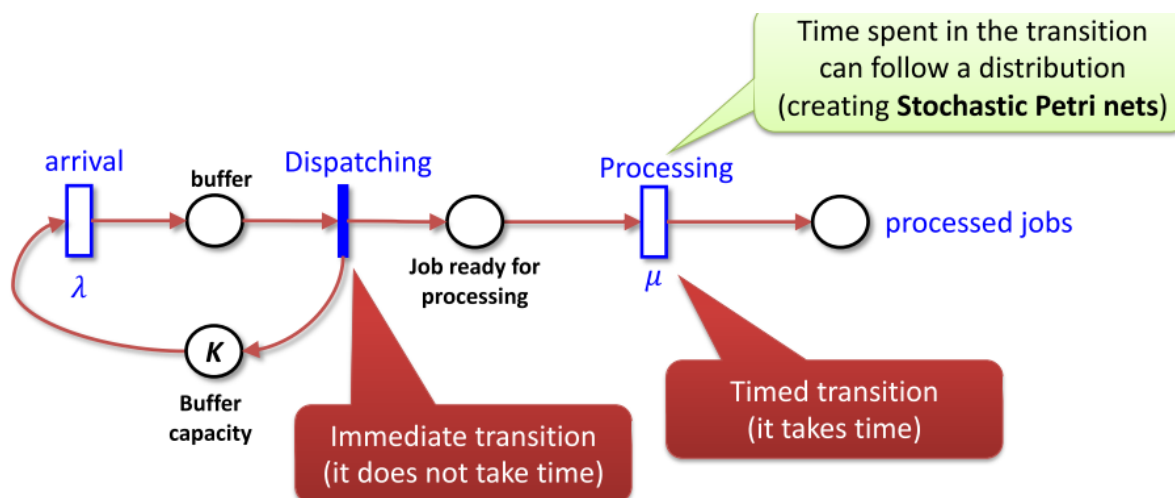 Time spent in the transition
can follow a distribution
(creating Stochastic Petri nets)
arrival
buffer
Dispatching
Processing
processed jobs
λ
Job ready for
processing
μ
K
Buffer
capacity
Immediate transition
(it does not take time)
Timed transition
(it takes time)